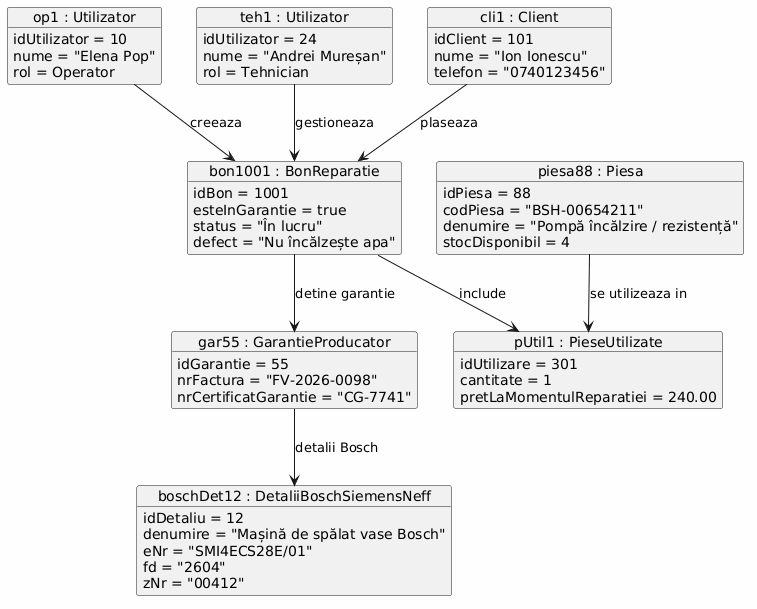 op1 : Utilizator
idUtilizator = 10
nume = "Elena Pop"
rol = Operator
teh1 : Utilizator
idUtilizator = 24
nume = "Andrei Mureșan"
rol = Tehnician
cli1 : Client
idClient = 101
nume = "Ion Ionescu"
telefon = "0740123456"
creeaza
gestioneaza
plaseaza
bon1001 : BonReparatie
idBon = 1001
esteInGarantie = true
status = "În lucru"
defect = "Nu încălzește apa"
piesa88 : Piesa
idPiesa = 88
codPiesa = "BSH-00654211"
denumire = "Pompă încălzire / rezistență"
stocDisponibil = 4
detine garantie
include
se utilizeaza in
gar55 : GarantieProducator
idGarantie = 55
nrFactura = "FV-2026-0098"
nrCertificatGarantie = "CG-7741"
pUtil1 : PieseUtilizate
idUtilizare = 301
cantitate = 1
pretLaMomentulReparatiei = 240.00
detalii Bosch
boschDet12 : DetaliiBoschSiemensNeff
idDetaliu = 12
denumire = "Mașină de spălat vase Bosch"
eNr = "SMI4ECS28E/01"
fd = "2604"
zNr = "00412"